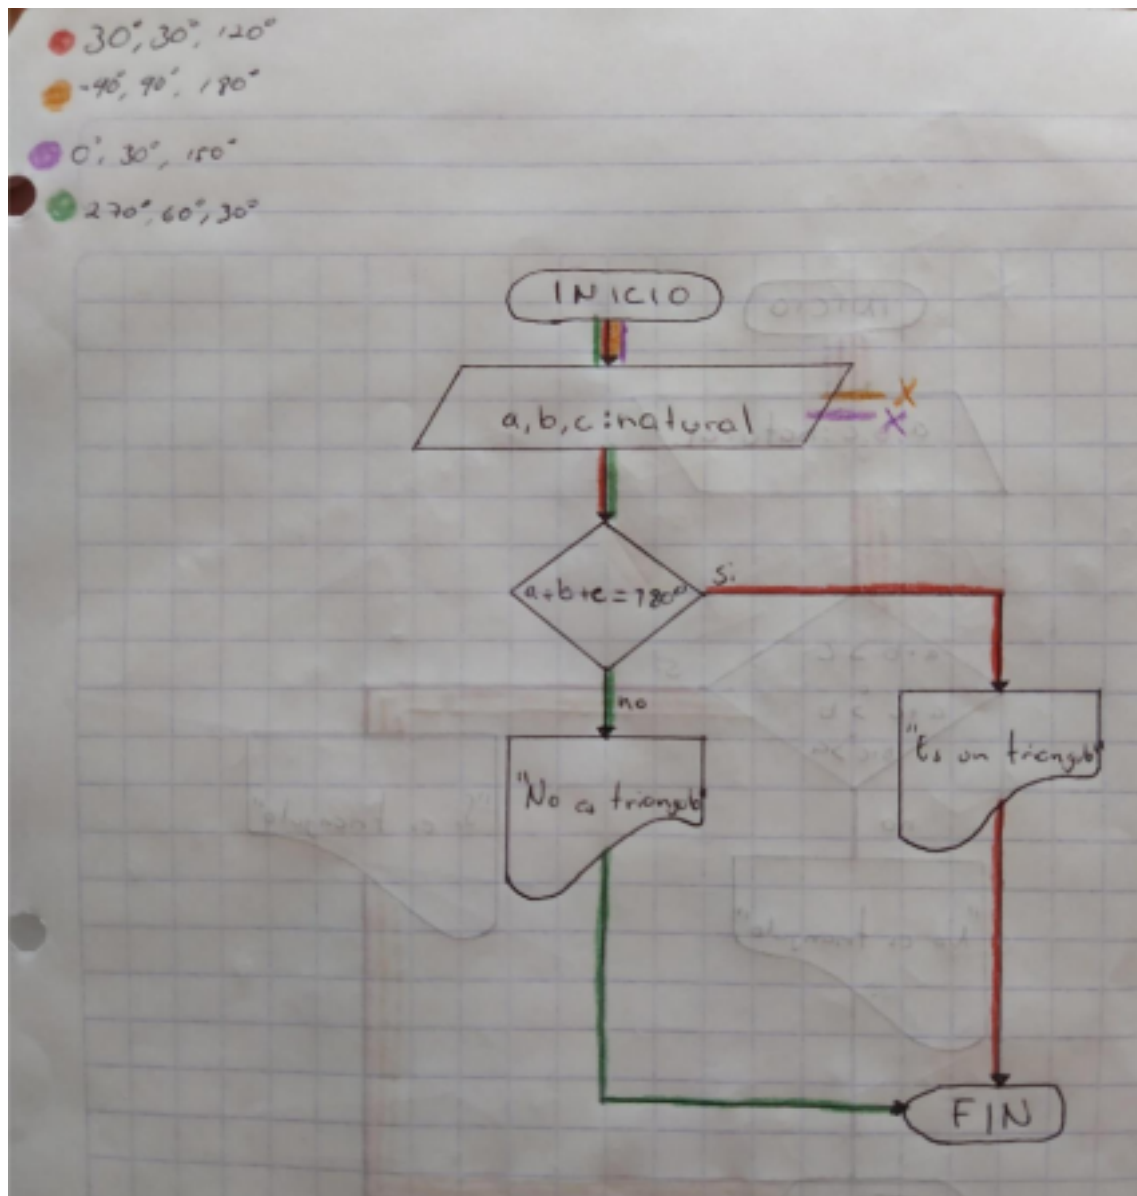 30°, 30°, 120°
-90°, 90°, 180°
0°, 30°, 150°
270°, 60°, 30°
INICIO
a, b, c : natural
X
X
a+b+c = 180°
Si
no
"Es un triangulo"
"No es triangulo"
FIN